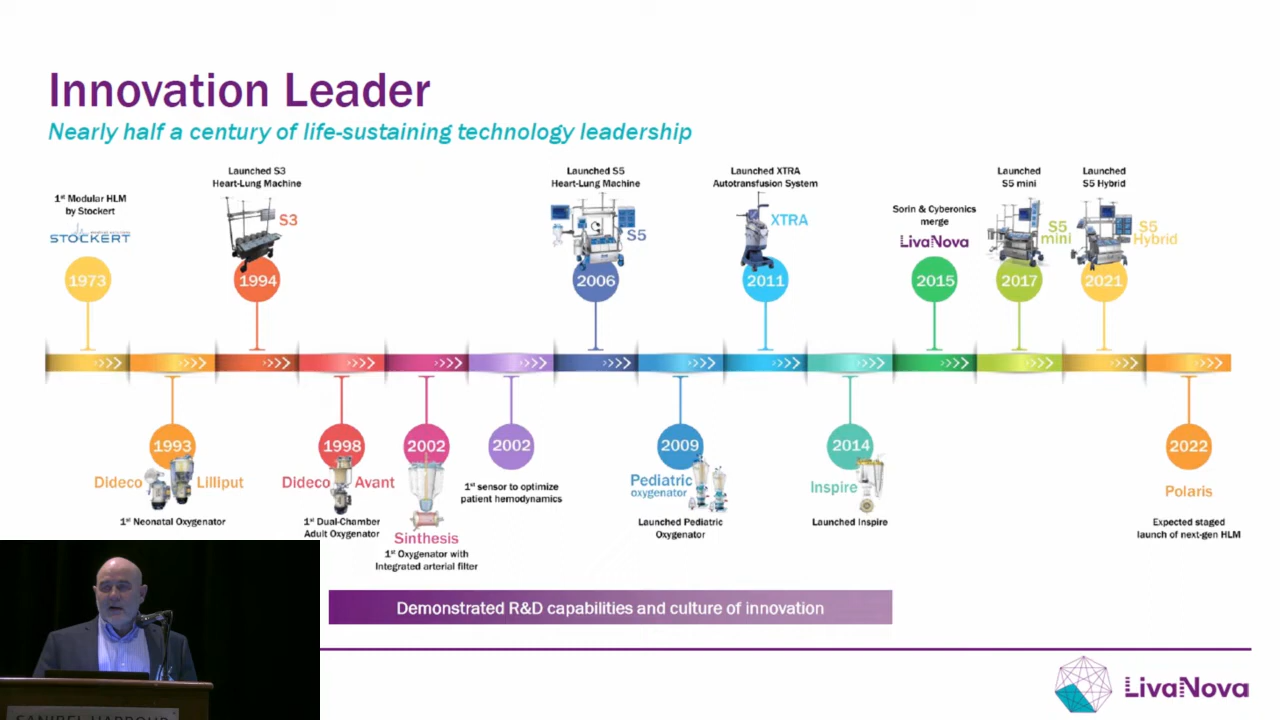 Innovation Leader
Nearly half a century of life-sustaining technology leadership
1st Modular HLM
by Stockert
STOCKERT
1973
Launched S3
Heart-Lung Machine
S3
1994
Launched S5
Heart-Lung Machine
S5
2006
Launched XTRA
Autotransfusion System
XTRA
2011
Sorin & Cyberonics
merge
LivaNova
2015
Launched
S5 mini
S5
mini
2017
Launched
S5 Hybrid
S5
Hybrid
2021
1993
Dideco Lilliput
1st Neonatal Oxygenator
1998
Dideco Avant
1st Dual-Chamber
Adult Oxygenator
2002
Sinthesis
1st Oxygenator with
Integrated arterial filter
2002
1st sensor to optimize
patient hemodynamics
2009
Pediatric
oxygenator
Launched Pediatric
Oxygenator
2014
Inspire
Launched Inspire
2022
Polaris
Expected staged
launch of next-gen HLM
Demonstrated R&D capabilities and culture of innovation
LivaNova
SANIBEL HARBOUR